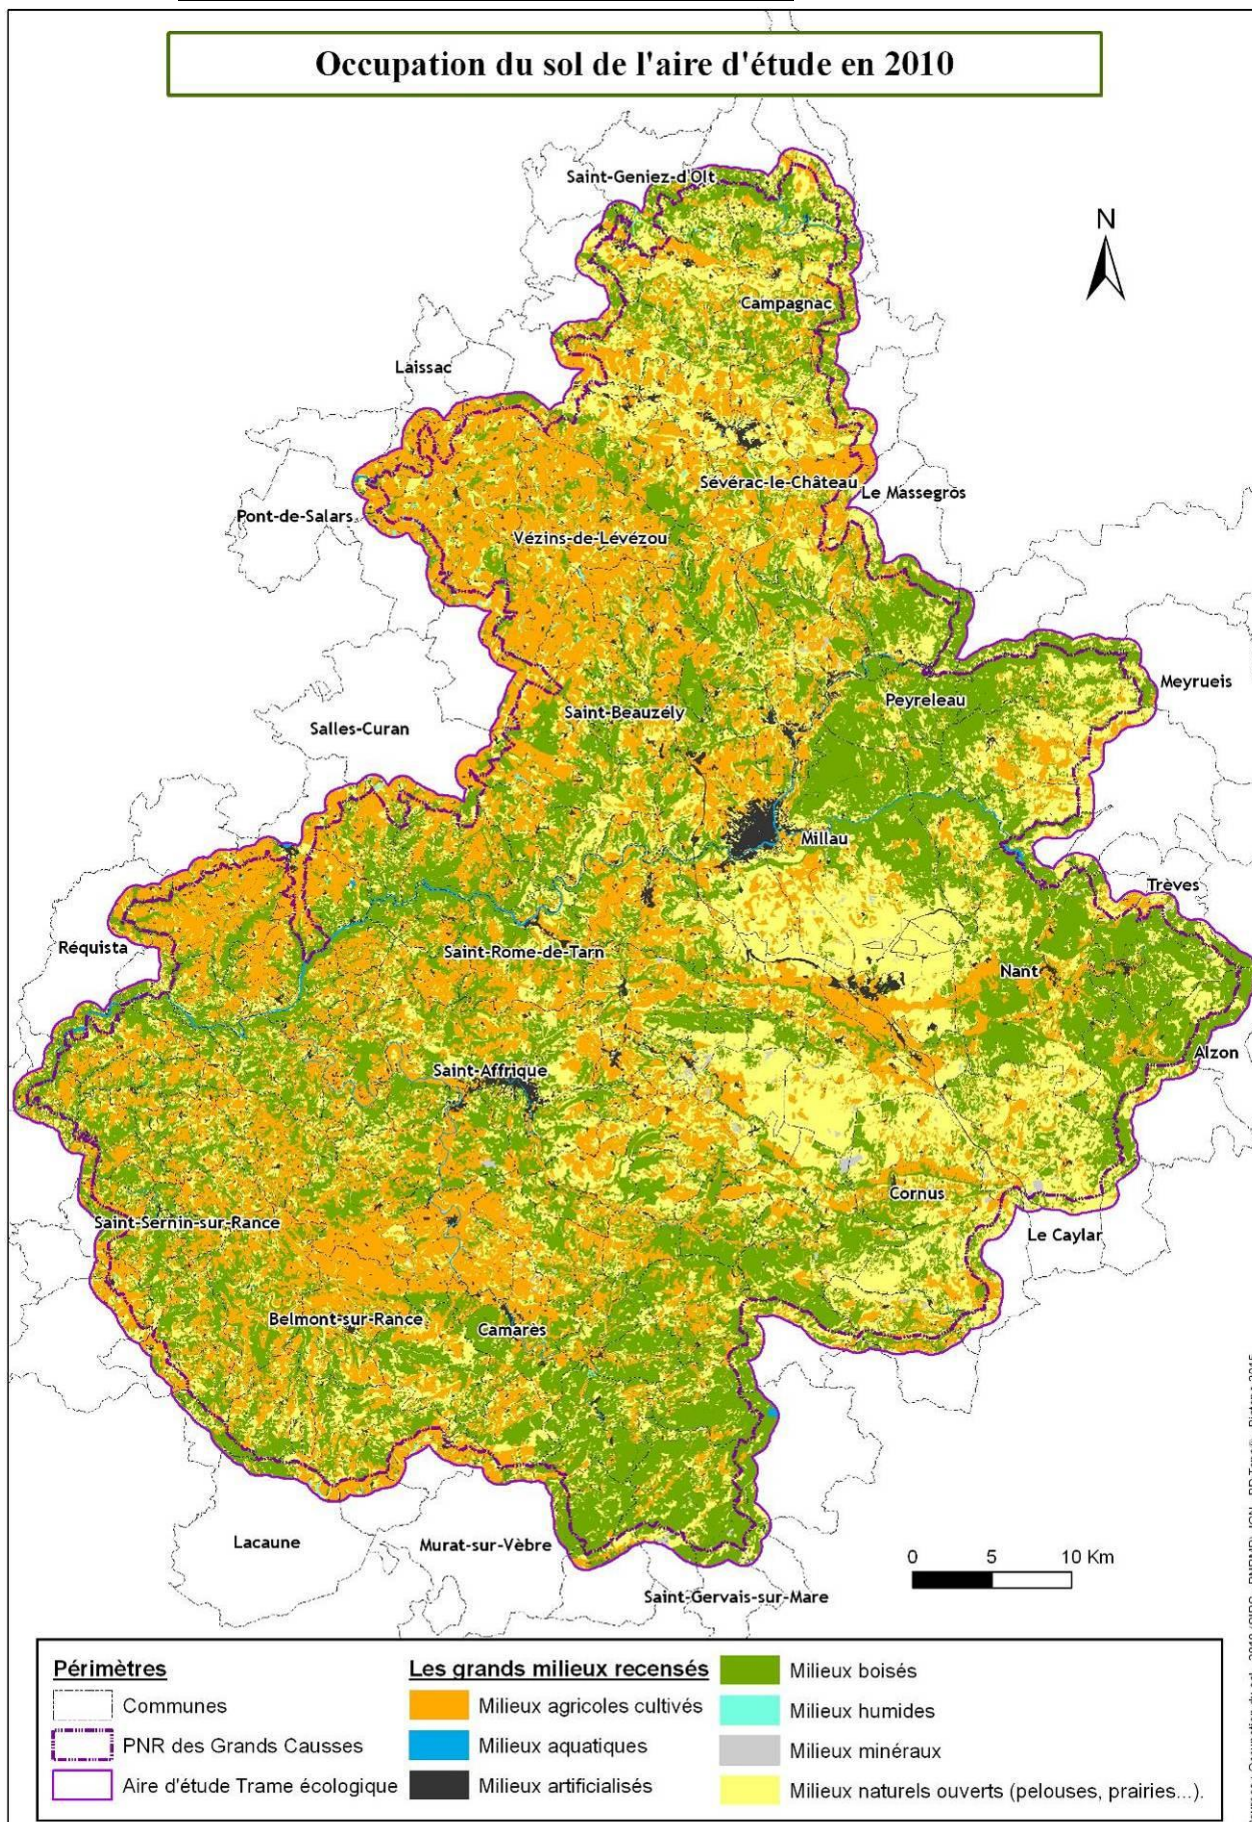 Occupation du sol de l'aire d'étude en 2010
Saint-Geniez-d'Olt
N
Campagnac
Laissac
Sévérac-le-Château
Le Massegros
Pont-de-Salars
Vézins-de-Lévézou
Meyrueis
Peyreleau
Saint-Beauzély
Salles-Curan
Millau
Trèves
Réquista
Saint-Rome-de-Tarn
Nant
Alzon
Saint-Affrique
Cornus
Saint-Sernin-sur-Rance
Le Caylar
Belmont-sur-Rance
Camarès
Lacaune
Murat-sur-Vèbre
0 5 10 Km
Saint-Gervais-sur-Mare
Périmètres
Communes
PNR des Grands Causses
Aire d'étude Trame écologique
Les grands milieux recensés
Milieux agricoles cultivés
Milieux aquatiques
Milieux artificialisés
Milieux boisés
Milieux humides
Milieux minéraux
Milieux naturels ouverts (pelouses, prairies...).